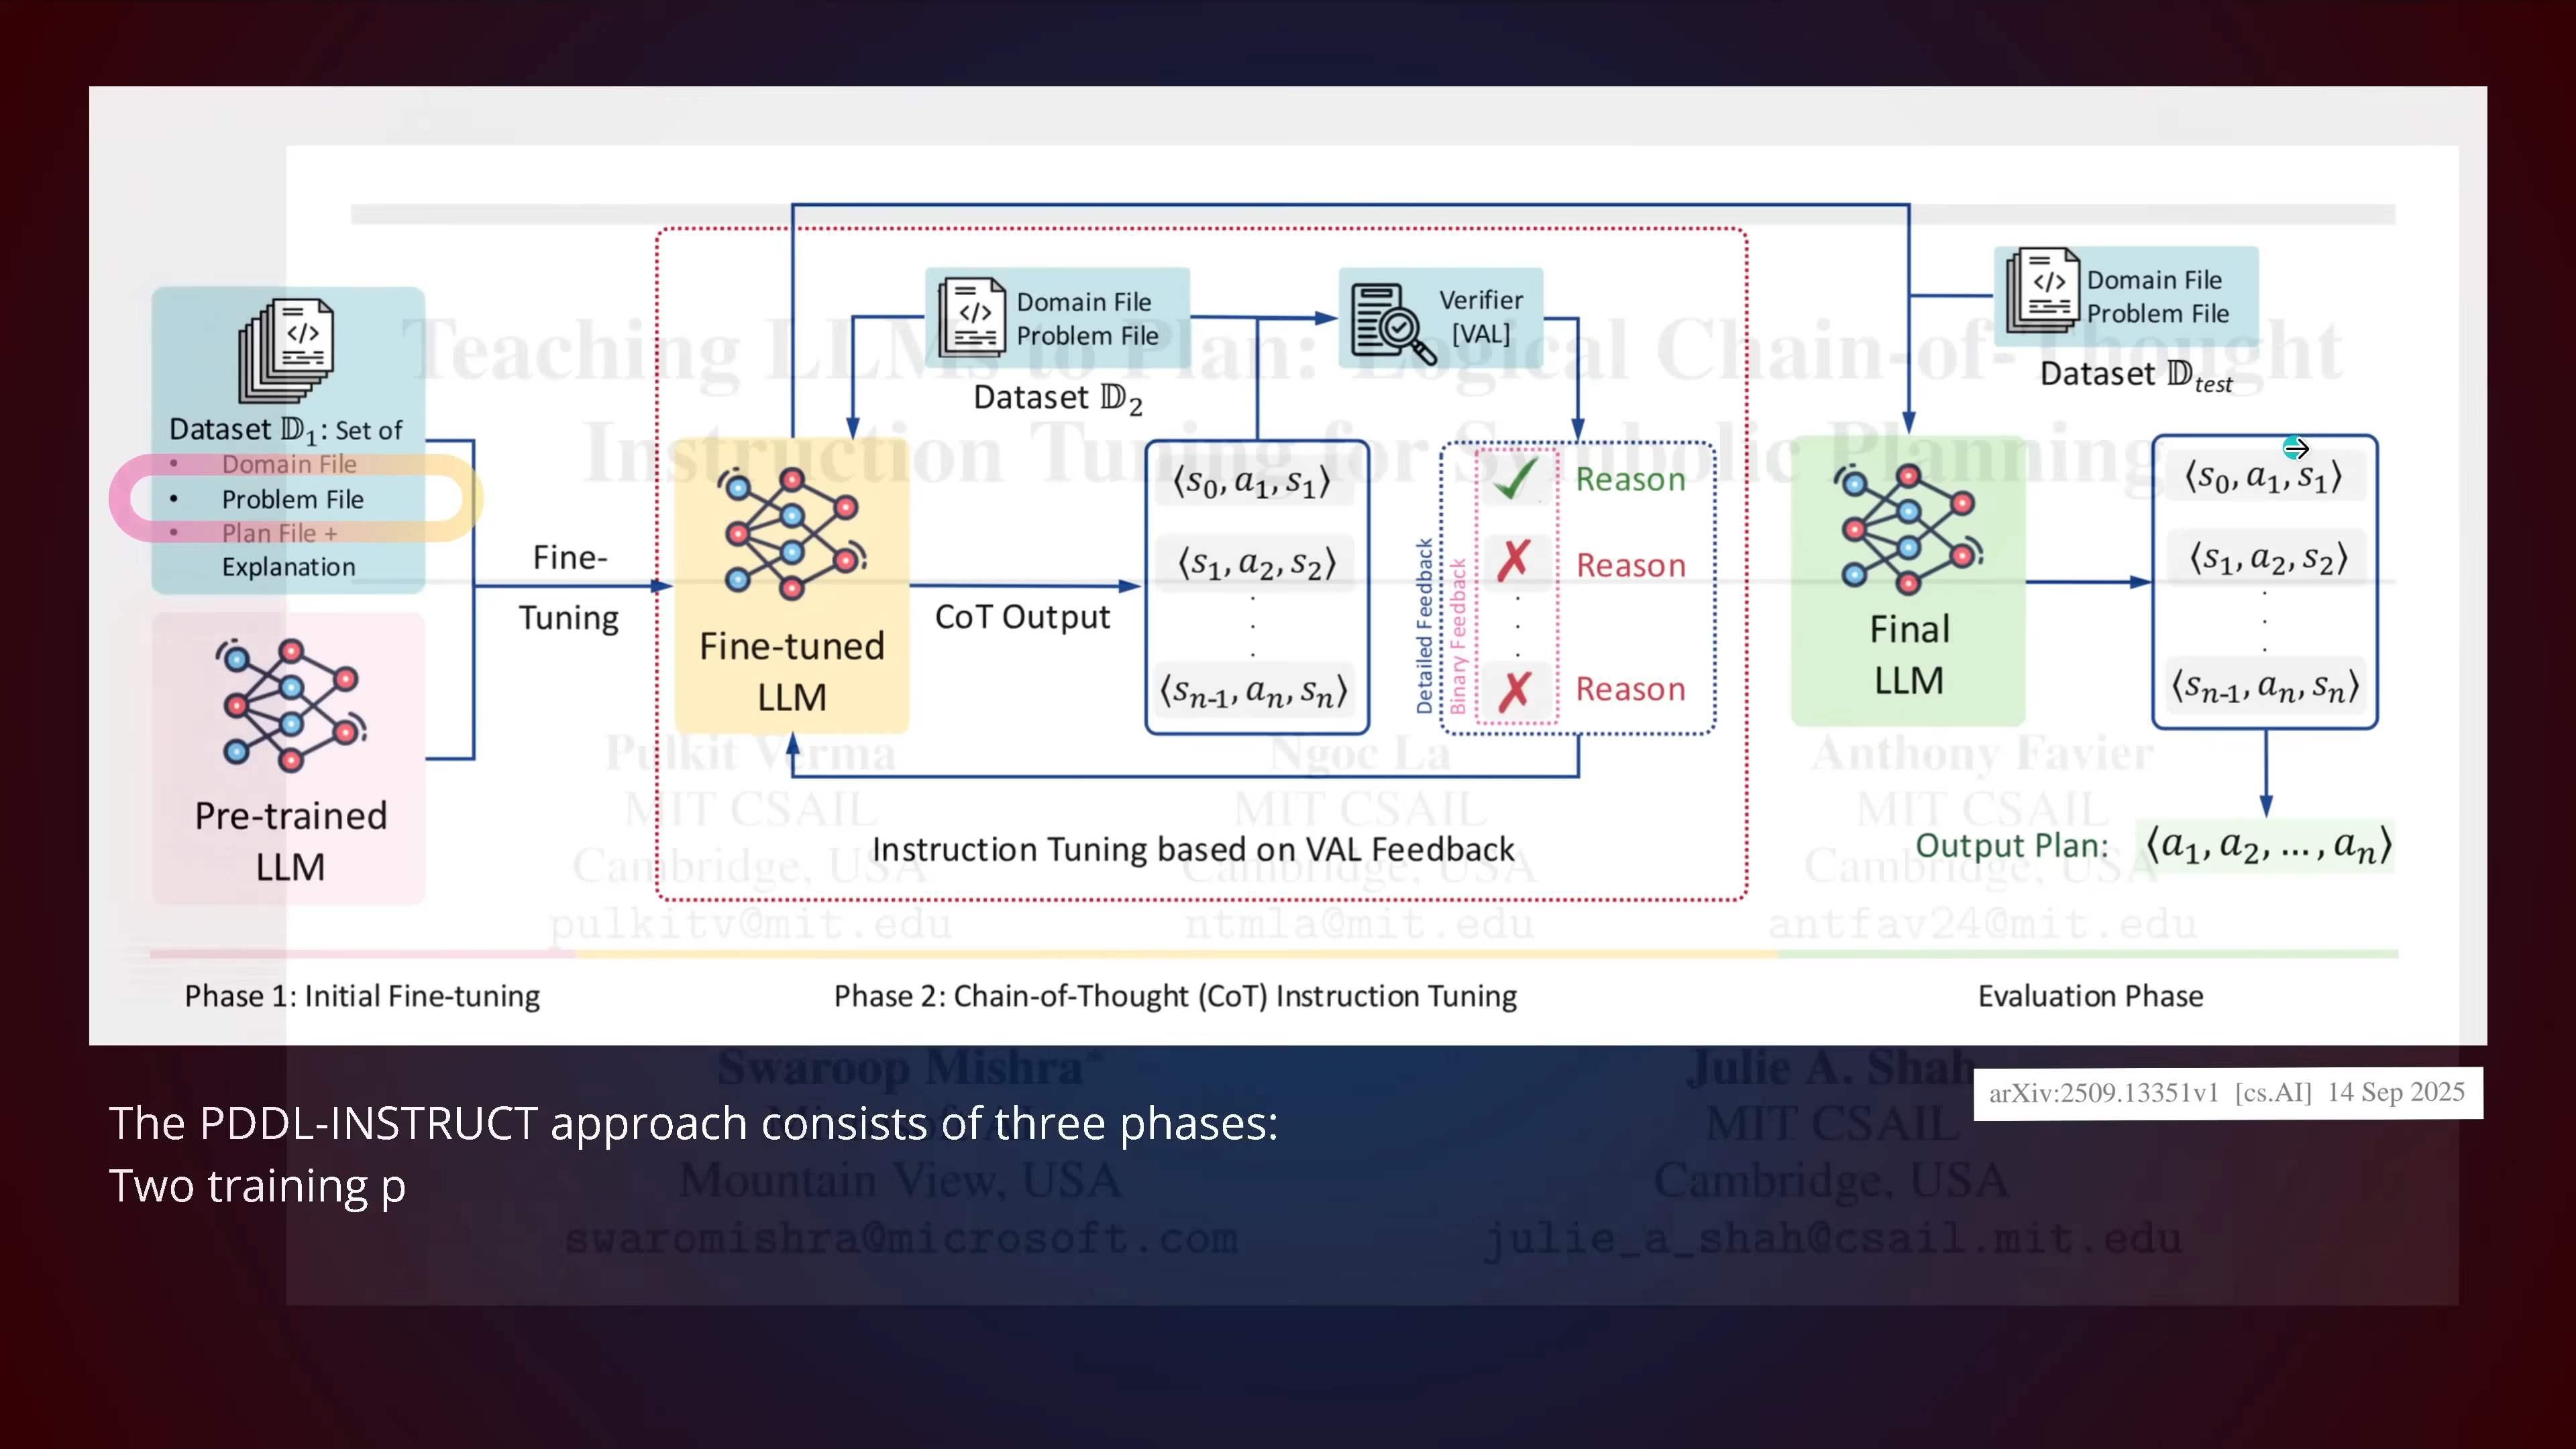 Teaching LLMs to Plan: Logical Chain-of-Thought
Instruction Tuning for Symbolic Planning
Dataset 𝔻₁: Set of
• Domain File
• Problem File
• Plan File +
Explanation
Pre-trained
LLM
Fine-
Tuning
Domain File
Problem File
Dataset 𝔻₂
Verifier
[VAL]
Fine-tuned
LLM
CoT Output
⟨s₀, a₁, s₁⟩
⟨s₁, a₂, s₂⟩
.
.
.
⟨sₙ₋₁, aₙ, sₙ⟩
Detailed Feedback
Binary Feedback
✓ Reason
✗ Reason
.
.
.
✗ Reason
Instruction Tuning based on VAL Feedback
Domain File
Problem File
Dataset 𝔻test
Final
LLM
⟨s₀, a₁, s₁⟩
⟨s₁, a₂, s₂⟩
.
.
.
⟨sₙ₋₁, aₙ, sₙ⟩
Output Plan: ⟨a₁, a₂, ..., aₙ⟩
Pulkit Verma
MIT CSAIL
Cambridge, USA
pulkitv@mit.edu
Ngoc La
MIT CSAIL
Cambridge, USA
ntmla@mit.edu
Anthony Favier
MIT CSAIL
Cambridge, USA
antfav24@mit.edu
Phase 1: Initial Fine-tuning
Phase 2: Chain-of-Thought (CoT) Instruction Tuning
Evaluation Phase
Swaroop Mishra*
Mountain View, USA
swaromishra@microsoft.com
Julie A. Shah
MIT CSAIL
Cambridge, USA
julie_a_shah@csail.mit.edu
arXiv:2509.13351v1 [cs.AI] 14 Sep 2025
The PDDL-INSTRUCT approach consists of three phases:
Two training p